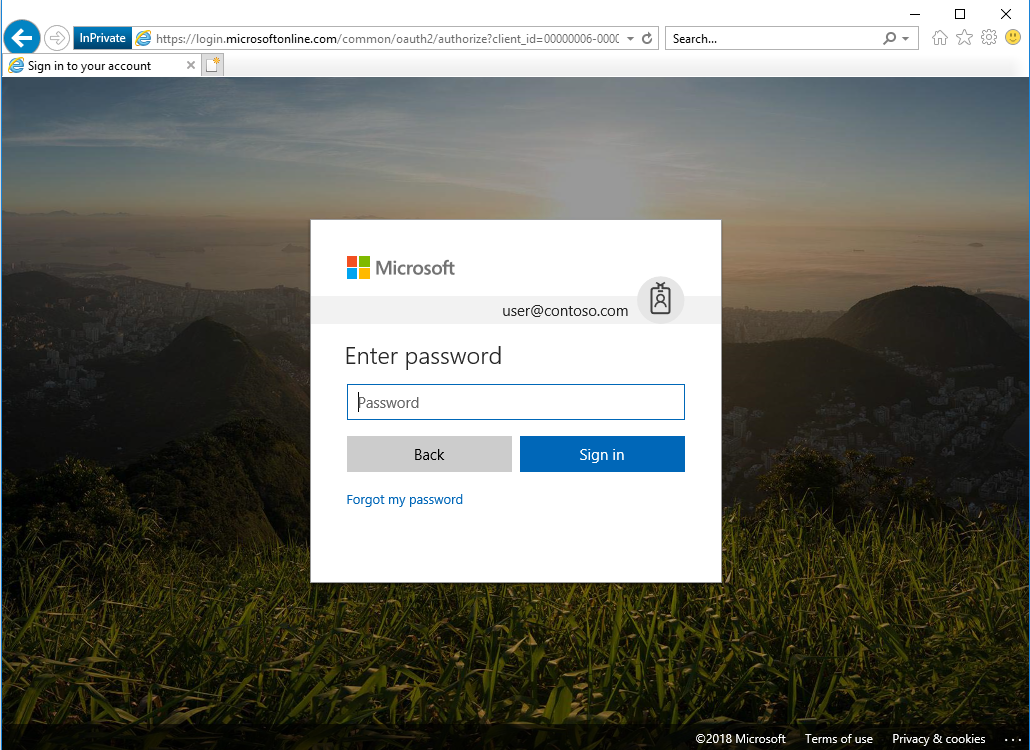 InPrivate
https://login.microsoftonline.com/common/oauth2/authorize?client_id=00000006-000
Search...
Sign in to your account
Microsoft
user@contoso.com
Enter password
Password
Back
Sign in
Forgot my password
©2018 Microsoft
Terms of use
Privacy & cookies
...